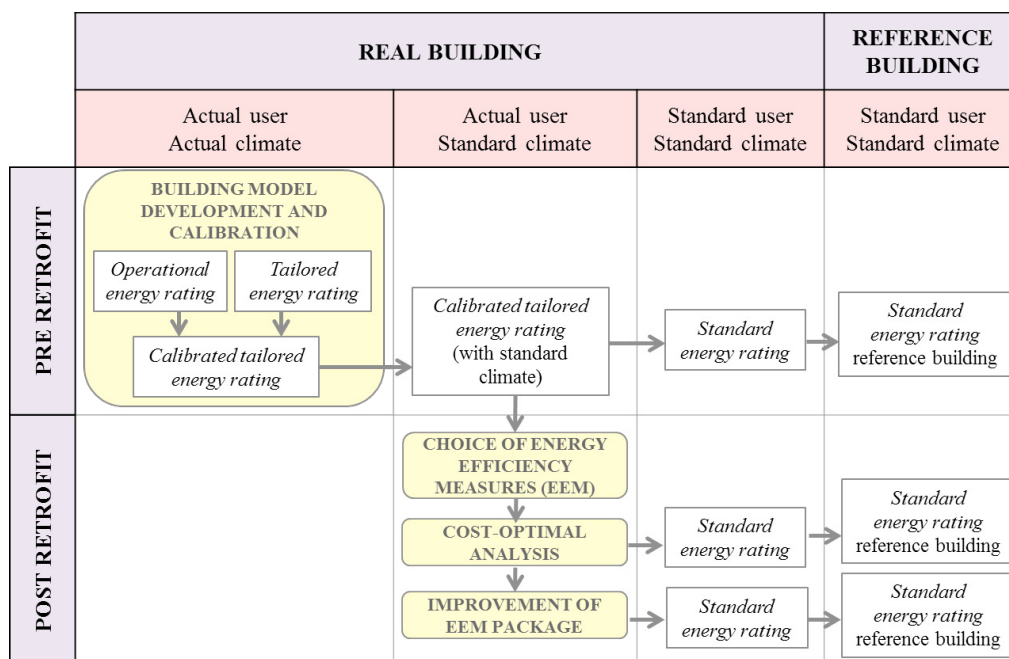 REAL BUILDING
REFERENCE
BUILDING
Actual user
Actual climate
Actual user
Standard climate
Standard user
Standard climate
Standard user
Standard climate
PRE RETROFIT
BUILDING MODEL
DEVELOPMENT AND
CALIBRATION
Operational
energy rating
Tailored
energy rating
Calibrated tailored
energy rating
Calibrated tailored
energy rating
(with standard
climate)
Standard
energy rating
Standard
energy rating
reference building
POST RETROFIT
CHOICE OF ENERGY
EFFICIENCY
MEASURES (EEM)
COST-OPTIMAL
ANALYSIS
Standard
energy rating
Standard
energy rating
reference building
IMPROVEMENT OF
EEM PACKAGE
Standard
energy rating
Standard
energy rating
reference building